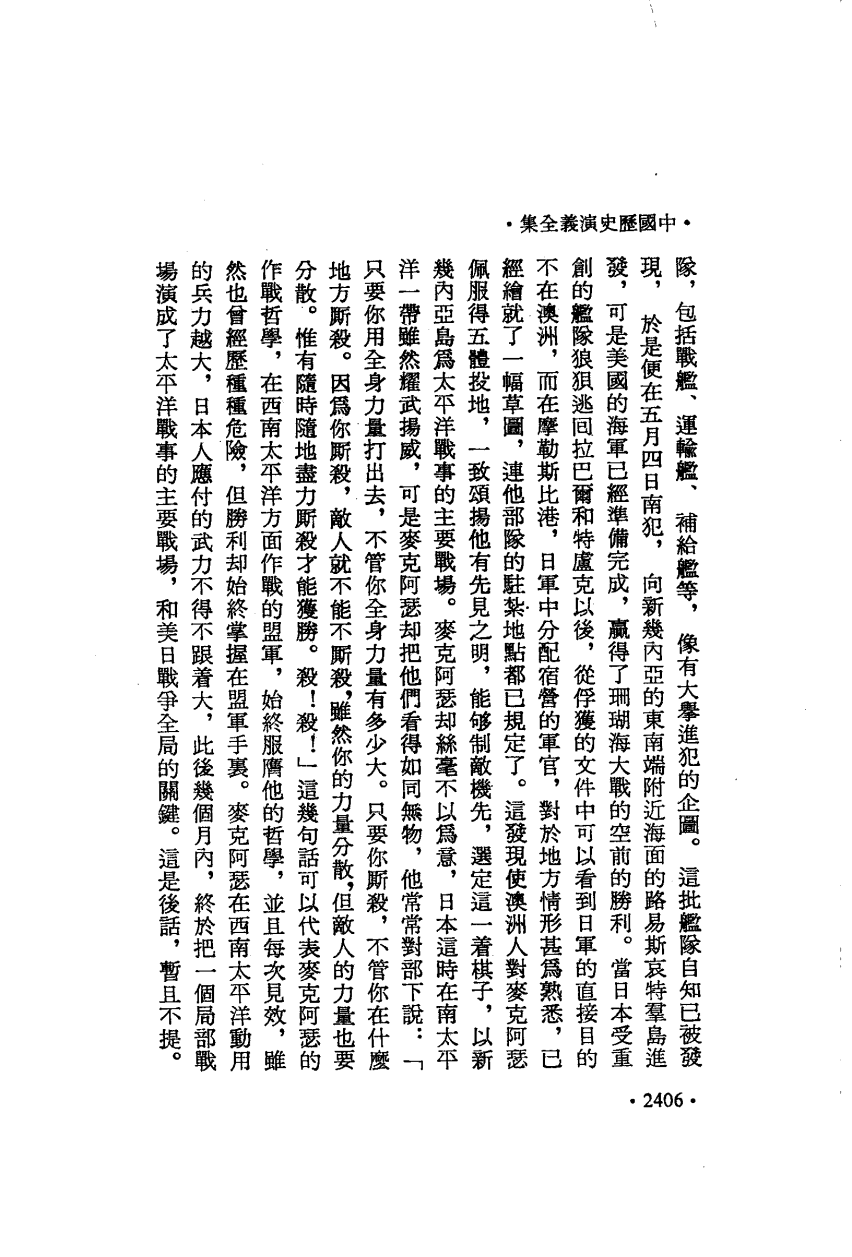 •中國歷史演義全集•
隊，包括戰艦、運輸艦、補給艦等，像有大擧進犯的企圖。這批艦隊自知已被發
現，於是便在五月四日南犯，向新幾內亞的東南端附近海面的路易斯哀特羣島進
發，可是美國的海軍已經準備完成，贏得了珊瑚海大戰的空前的勝利。當日本受重
創的艦隊狼狽逃回拉巴爾和特盧克以後，從俘獲的文件中可以看到日軍的直接目的
不在澳洲，而在摩勒斯比港，日軍中分配宿營的軍官，對於地方情形甚爲熟悉，已
經繪就了一幅草圖，連他部隊的駐紮地點都已規定了。這發現使澳洲人對麥克阿瑟
佩服得五體投地，一致頌揚他有先見之明，能够制敵機先，選定這一着棋子，以新
幾內亞島爲太平洋戰事的主要戰場。麥克阿瑟却絲毫不以爲意，日本這時在南太平
洋一帶雖然耀武揚威，可是麥克阿瑟却把他們看得如同無物，他常常對部下說：「
只要你用全身力量打出去，不管你全身力量有多少大。只要你厮殺，不管你在什麼
地方厮殺。因爲你厮殺，敵人就不能不厮殺，雖然你的力量分散，但敵人的力量也要
分散。惟有隨時隨地盡力厮殺才能獲勝。殺！殺！」這幾句話可以代表麥克阿瑟的
作戰哲學，在西南太平洋方面作戰的盟軍，始終服膺他的哲學，並且每次見效，雖
然也曾經歷種種危險，但勝利却始終掌握在盟軍手裏。麥克阿瑟在西南太平洋動用
的兵力越大，日本人應付的武力不得不跟着大，此後幾個月內，終於把一個局部戰
場演成了太平洋戰事的主要戰場，和美日戰爭全局的關鍵。這是後話，暫且不提。
•2406•